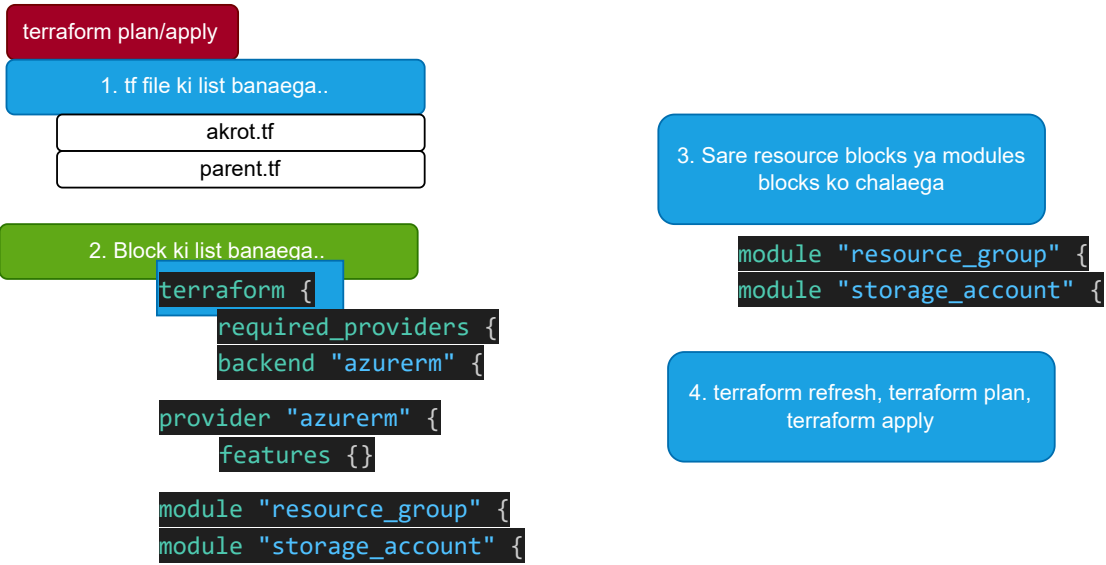 terraform plan/apply
1. tf file ki list banaega..
akrot.tf
parent.tf
2. Block ki list banaega..
terraform {
required_providers {
backend "azurerm" {
provider "azurerm" {
features {}
module "resource_group" {
module "storage_account" {
3. Sare resource blocks ya modules
blocks ko chalaega
module "resource_group" {
module "storage_account" {
4. terraform refresh, terraform plan,
terraform apply